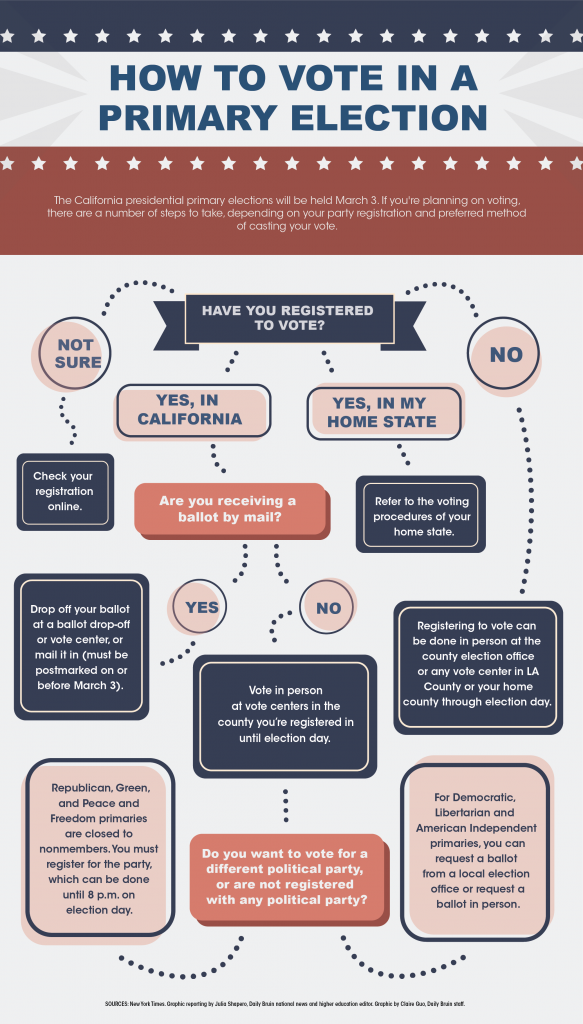 HOW TO VOTE IN A
PRIMARY ELECTION
The California presidential primary elections will be held March 3. If you're planning on voting,
there are a number of steps to take, depending on your party registration and preferred method
of casting your vote.
HAVE YOU REGISTERED
TO VOTE?
NOT
SURE
NO
YES, IN
CALIFORNIA
YES, IN MY
HOME STATE
Check your
registration
online.
Are you receiving a
ballot by mail?
Refer to the voting
procedures of your
home state.
YES
NO
Drop off your ballot
at a ballot drop-off
or vote center, or
mail it in (must be
postmarked on or
before March 3).
Registering to vote can
be done in person at the
county election office
or any vote center in LA
County or your home
county through election day.
Vote in person
at vote centers in the
county you're registered in
until election day.
Republican, Green,
and Peace and
Freedom primaries
are closed to
nonmembers. You must
register for the party,
which can be done
until 8 p.m. on
election day.
Do you want to vote for a
different political party,
or are not registered
with any political party?
For Democratic,
Libertarian and
American Independent
primaries, you can
request a ballot
from a local election
office or request a
ballot in person.
SOURCES: New York Times. Graphic reporting by Julia Shapero, Daily Bruin national news and higher education editor. Graphic by Claire Guo, Daily Bruin staff.